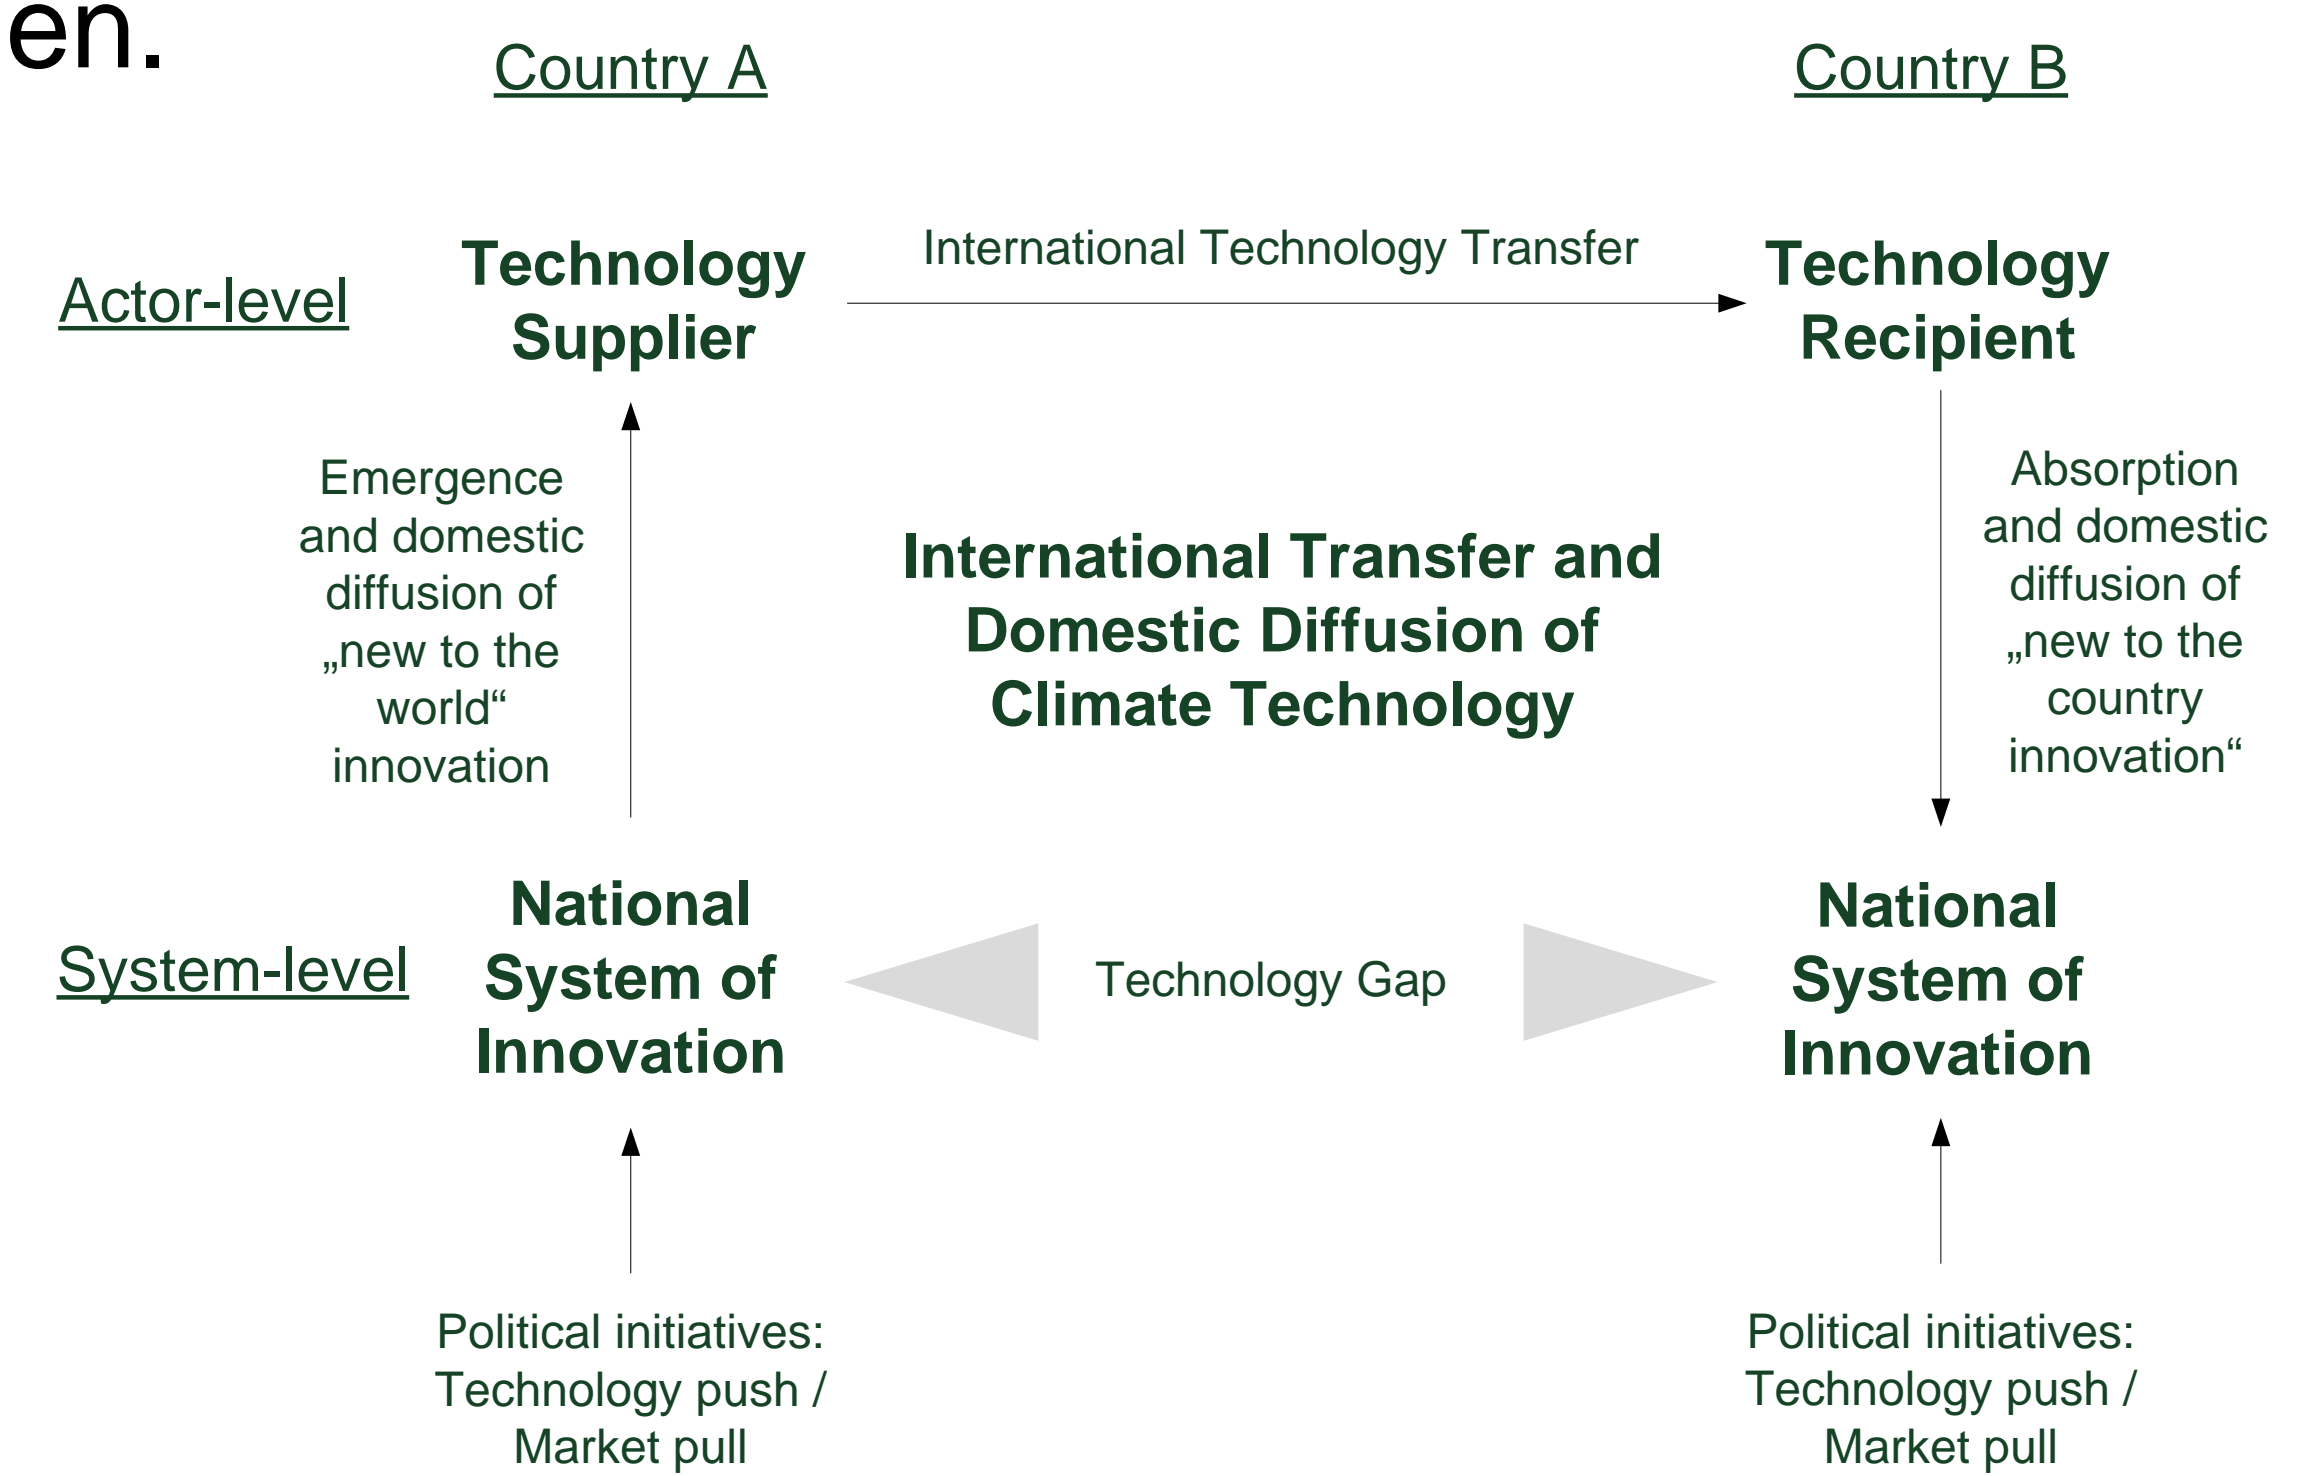 en.
Country A
Country B
Actor-level
Technology
Supplier
International Technology Transfer
Technology
Recipient
Emergence
and domestic
diffusion of
„new to the
world“
innovation
International Transfer and
Domestic Diffusion of
Climate Technology
Absorption
and domestic
diffusion of
„new to the
country
innovation“
System-level
National
System of
Innovation
Technology Gap
National
System of
Innovation
Political initiatives:
Technology push /
Market pull
Political initiatives:
Technology push /
Market pull